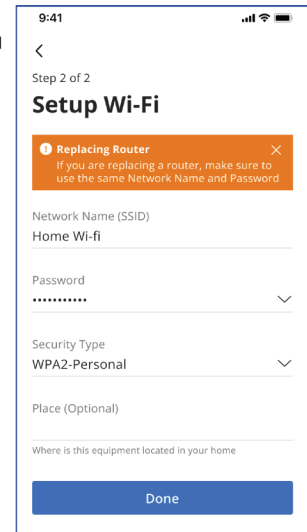 9:41
Step 2 of 2
Setup Wi-Fi
Replacing Router
If you are replacing a router, make sure to
use the same Network Name and Password
Network Name (SSID)
Home Wi-fi
Password
•••••••••••
Security Type
WPA2-Personal
Place (Optional)
Where is this equipment located in your home
Done